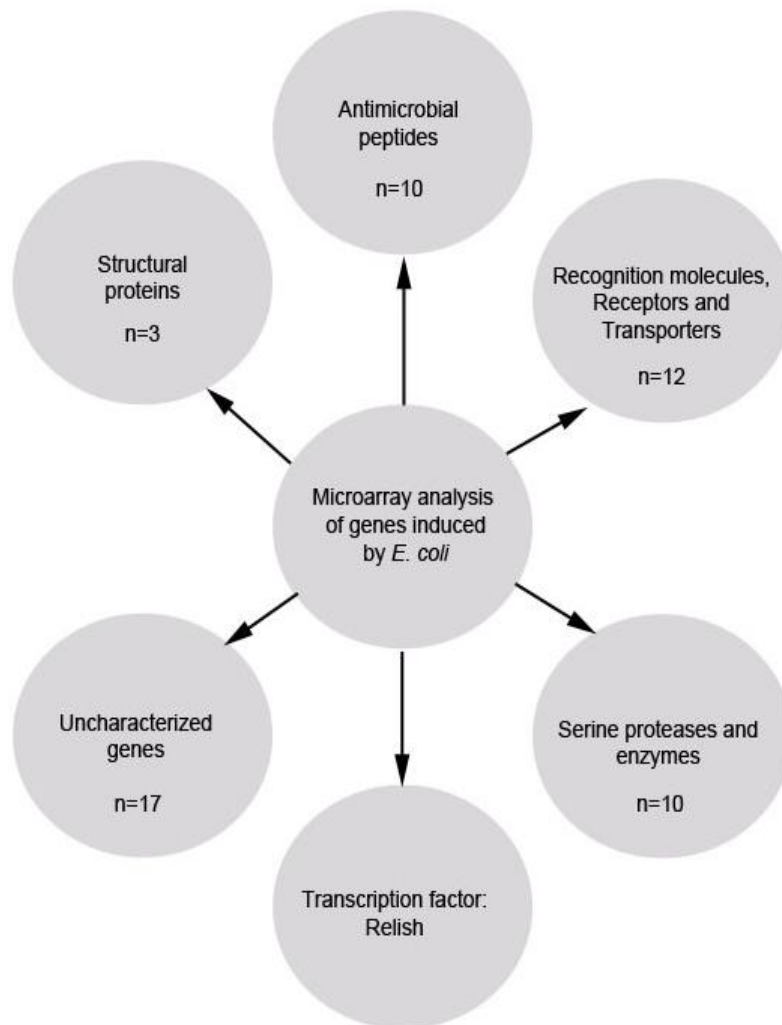 Antimicrobial
peptides
n=10
Structural
proteins
n=3
Recognition molecules,
Receptors and
Transporters
n=12
Microarray analysis
of genes induced
by E. coli
Uncharacterized
genes
n=17
Serine proteases and
enzymes
n=10
Transcription factor:
Relish